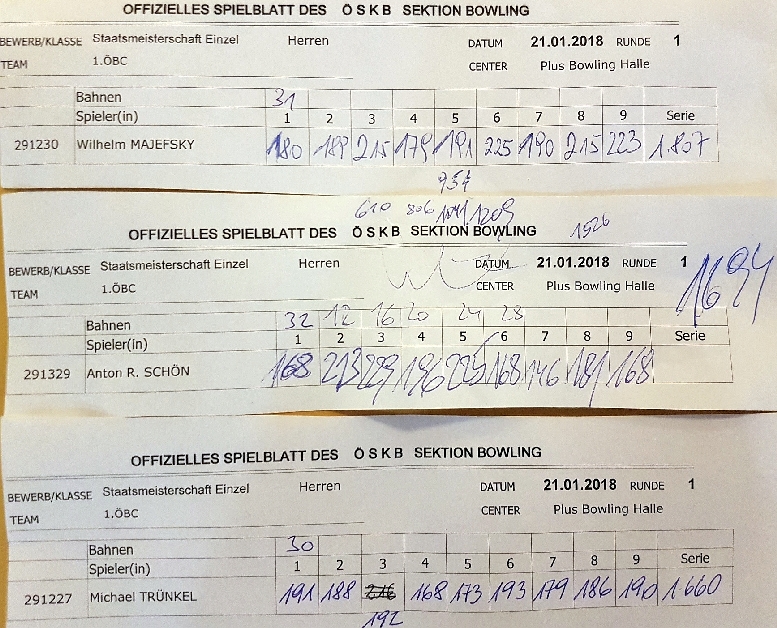 OFFIZIELLES SPIELBLATT DES Ö S K B SEKTION BOWLING
BEWERB/KLASSE Staatsmeisterschaft Einzel Herren DATUM 21.01.2018 RUNDE 1
TEAM 1.ÖBC CENTER Plus Bowling Halle
Bahnen 31
Spieler(in) 1 2 3 4 5 6 7 8 9 Serie
291230 Wilhelm MAJEFSKY 180 189 215 179 191 225 190 215 223 1.807
954
610 806 1041 1209
OFFIZIELLES SPIELBLATT DES Ö S K B SEKTION BOWLING 1526
BEWERB/KLASSE Staatsmeisterschaft Einzel Herren DATUM 21.01.2018 RUNDE 1
TEAM 1.ÖBC CENTER Plus Bowling Halle 1694
Bahnen 32 12 16 20 24 28
Spieler(in) 1 2 3 4 5 6 7 8 9 Serie
291329 Anton R. SCHÖN 168 213 229 196 235 168 146 181 168
OFFIZIELLES SPIELBLATT DES Ö S K B SEKTION BOWLING
BEWERB/KLASSE Staatsmeisterschaft Einzel Herren DATUM 21.01.2018 RUNDE 1
TEAM 1.ÖBC CENTER Plus Bowling Halle
Bahnen 30
Spieler(in) 1 2 3 4 5 6 7 8 9 Serie
291227 Michael TRÜNKEL 191 188 216 168 173 193 179 186 190 1660
192